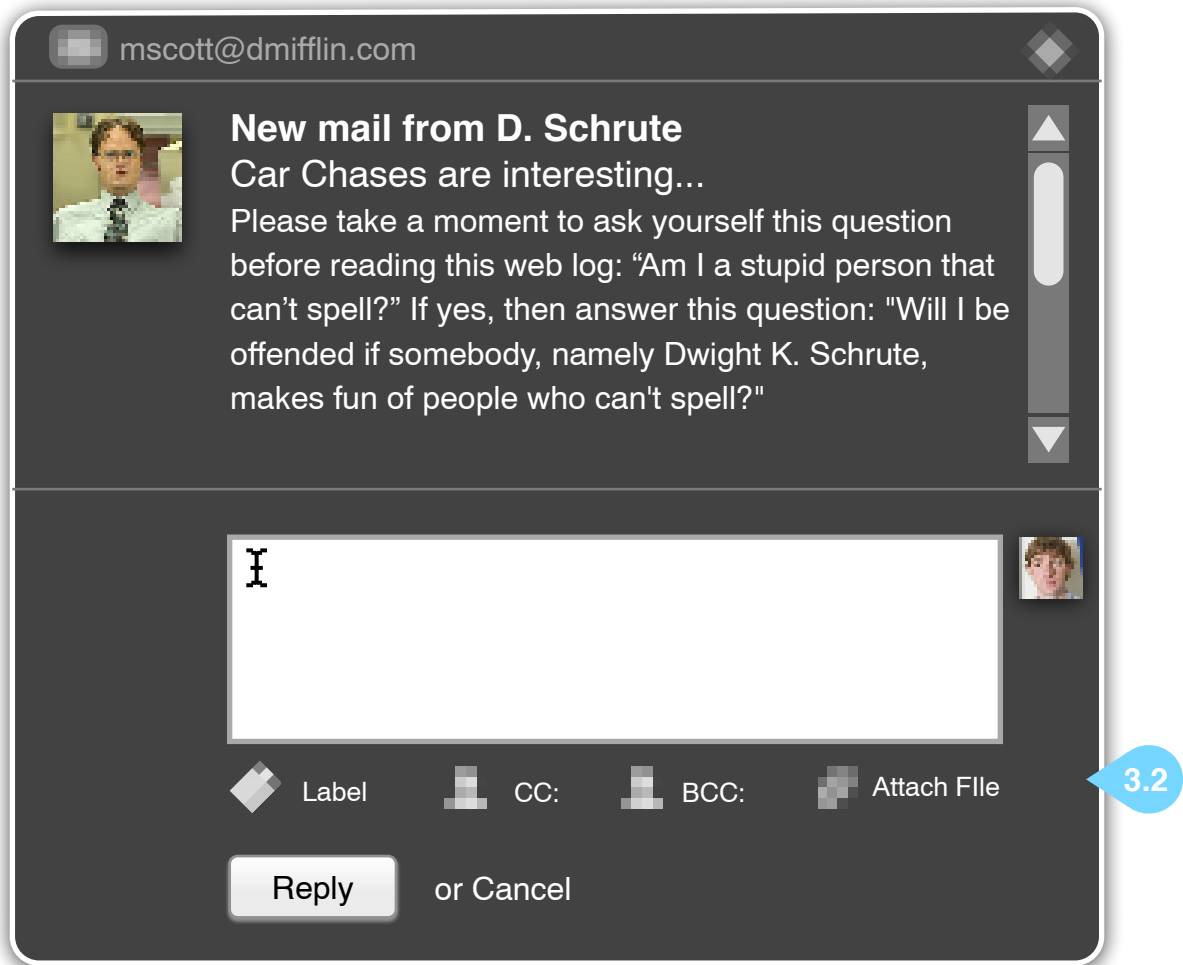 mscott@dmifflin.com
New mail from D. Schrute
Car Chases are interesting...
Please take a moment to ask yourself this question
before reading this web log: “Am I a stupid person that
can’t spell?” If yes, then answer this question: "Will I be
offended if somebody, namely Dwight K. Schrute,
makes fun of people who can't spell?"
Label
CC:
BCC:
Attach FIle
3.2
Reply
or Cancel